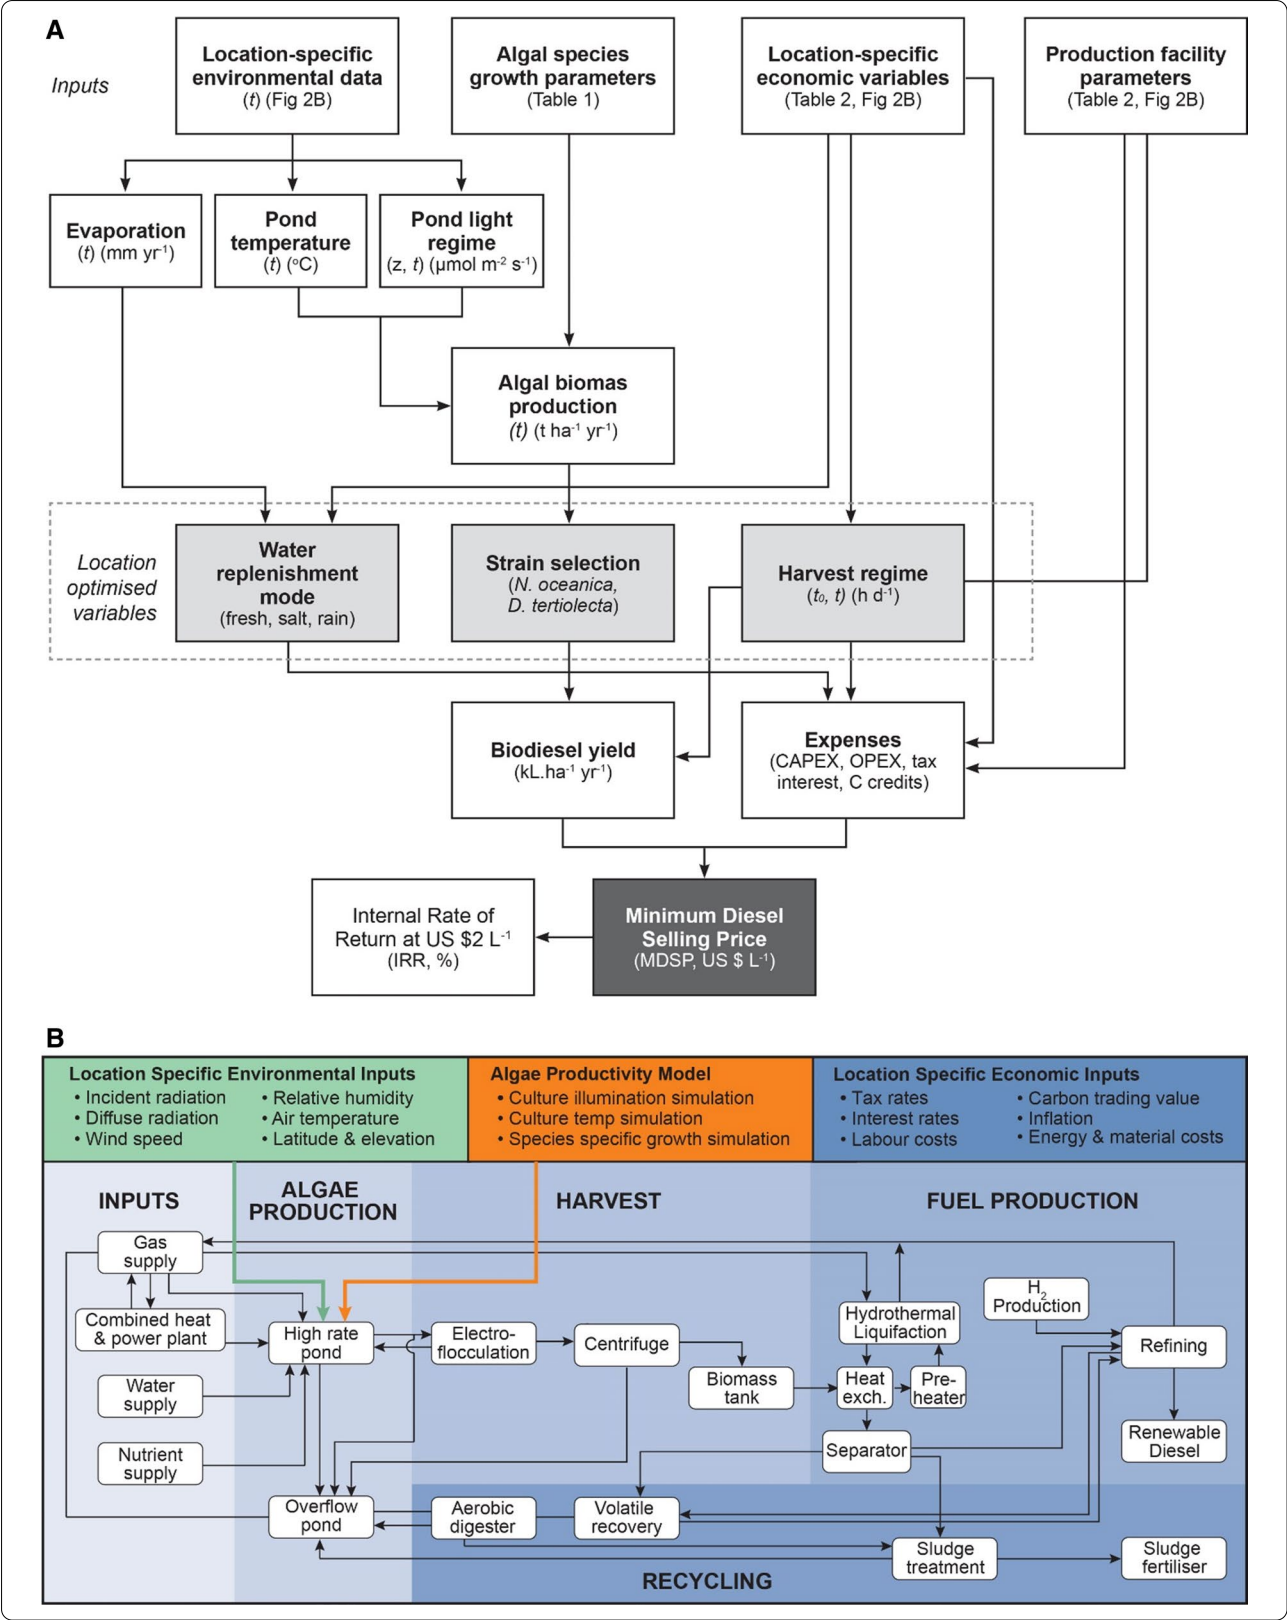 A
Inputs
Location-specific
environmental data
(t) (Fig 2B)
Algal species
growth parameters
(Table 1)
Location-specific
economic variables
(Table 2, Fig 2B)
Production facility
parameters
(Table 2, Fig 2B)
Evaporation
(t) (mm yr⁻¹)
Pond
temperature
(t) (°C)
Pond light
regime
(z, t) (µmol m⁻² s⁻¹)
Algal biomas
production
(t) (t ha⁻¹ yr⁻¹)
Location
optimised
variables
Water
replenishment
mode
(fresh, salt, rain)
Strain selection
(N. oceanica,
D. tertiolecta)
Harvest regime
(t₀, t) (h d⁻¹)
Biodiesel yield
(kL.ha⁻¹ yr⁻¹)
Expenses
(CAPEX, OPEX, tax
interest, C credits)
Internal Rate of
Return at US $2 L⁻¹
(IRR, %)
Minimum Diesel
Selling Price
(MDSP, US $ L⁻¹)
B
Location Specific Environmental Inputs
• Incident radiation
• Diffuse radiation
• Wind speed
• Relative humidity
• Air temperature
• Latitude & elevation
Algae Productivity Model
• Culture illumination simulation
• Culture temp simulation
• Species specific growth simulation
Location Specific Economic Inputs
• Tax rates
• Interest rates
• Labour costs
• Carbon trading value
• Inflation
• Energy & material costs
INPUTS
ALGAE
PRODUCTION
HARVEST
FUEL PRODUCTION
Gas
supply
Combined heat
& power plant
Water
supply
Nutrient
supply
High rate
pond
Overflow
pond
Electro-
flocculation
Centrifuge
Biomass
tank
Hydrothermal
Liquifaction
Heat
exch.
Pre-
heater
Separator
H₂
Production
Refining
Renewable
Diesel
Aerobic
digester
Volatile
recovery
Sludge
treatment
Sludge
fertiliser
RECYCLING